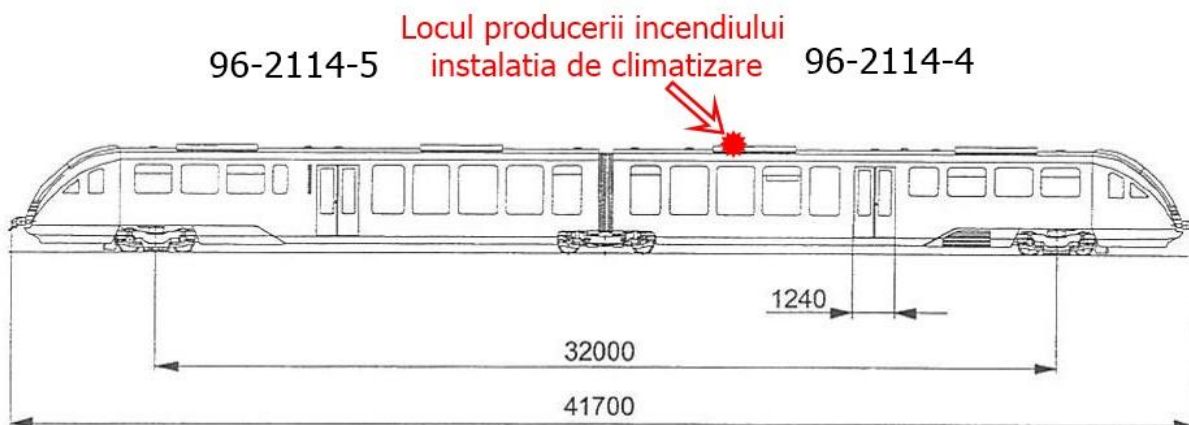 Locul producerii incendiului
96-2114-5 instalatia de climatizare 96-2114-4
1240
32000
41700